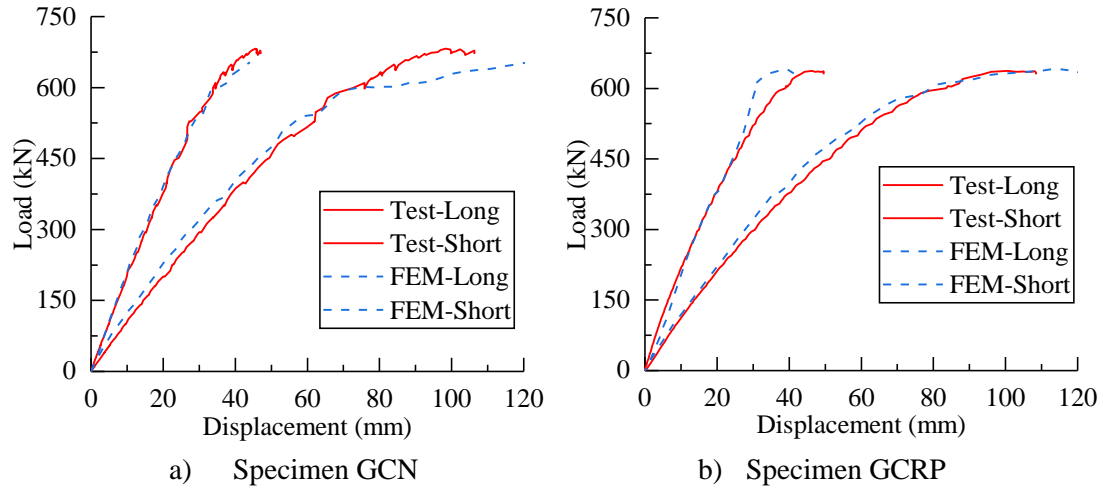 750
600
450
300
150
0
Load (kN)
Test-Long
Test-Short
FEM-Long
FEM-Short
0 20 40 60 80 100 120
Displacement (mm)
a) Specimen GCN
750
600
450
300
150
0
Load (kN)
Test-Long
Test-Short
FEM-Long
FEM-Short
0 20 40 60 80 100 120
Displacement (mm)
b) Specimen GCRP